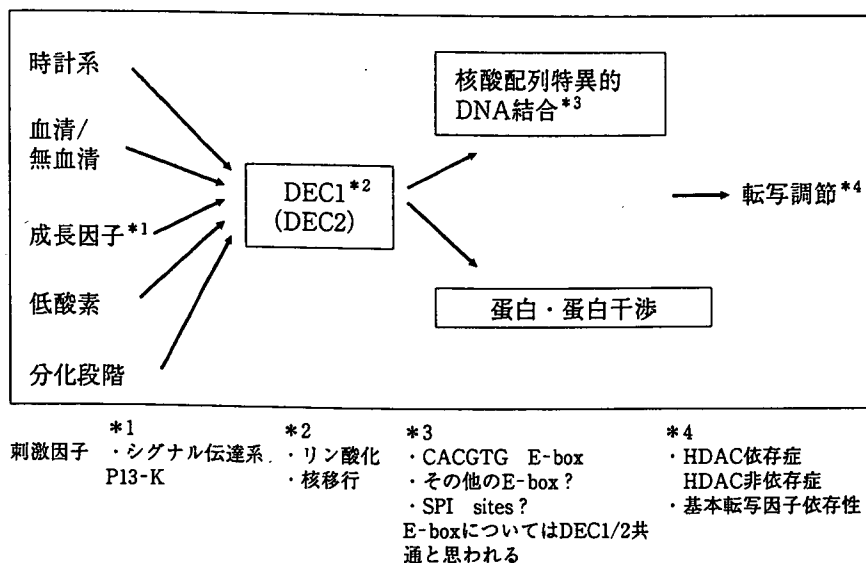 時計系
血清/
無血清
成長因子*1
低酸素
分化段階
DEC1*2
(DEC2)
核酸配列特異的
DNA結合*3
蛋白・蛋白干渉
転写調節*4
刺激因子
*1
・シグナル伝達系
P13-K
*2
・リン酸化
・核移行
*3
・CACGTG E-box
・その他のE-box?
・SPI sites?
E-boxについてはDEC1/2共
通と思われる
*4
・HDAC依存症
HDAC非依存症
・基本転写因子依存性